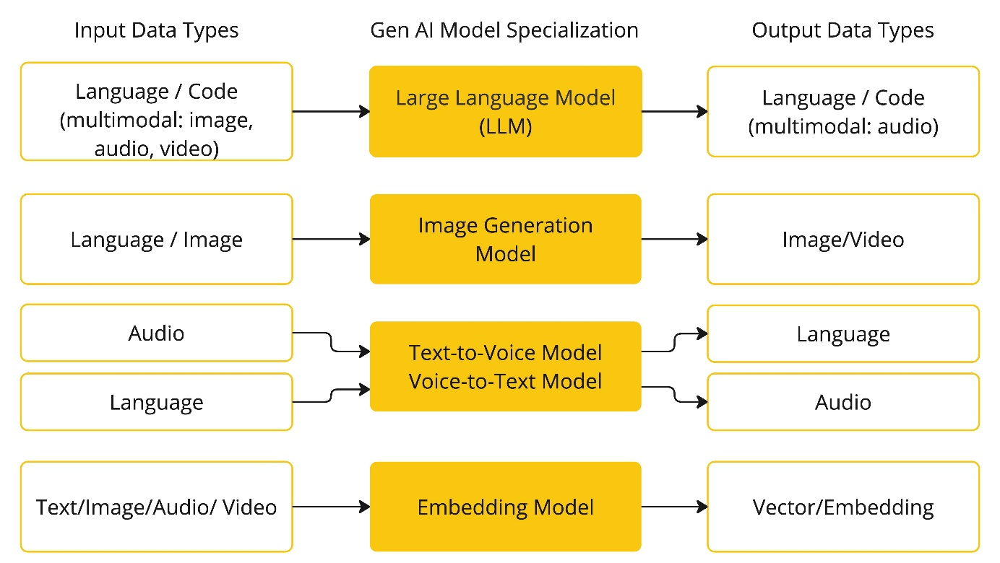 Input Data Types
Gen AI Model Specialization
Output Data Types
Language / Code
(multimodal: image,
audio, video)
Large Language Model
(LLM)
Language / Code
(multimodal: audio)
Language / Image
Image Generation
Model
Image/Video
Audio
Language
Text-to-Voice Model
Voice-to-Text Model
Language
Audio
Text/Image/Audio/ Video
Embedding Model
Vector/Embedding